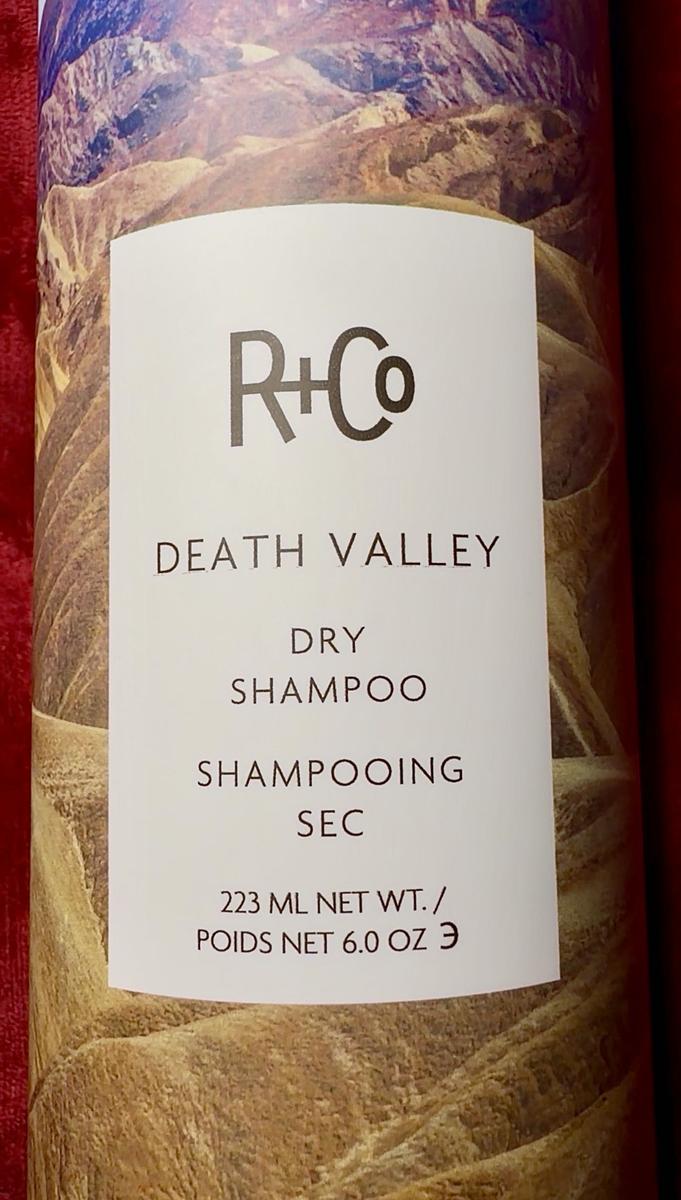 R+Co
DEATH VALLEY
DRY
SHAMPOO
SHAMPOOING
SEC
223 ML NET WT. /
POIDS NET 6.0 OZ ℈